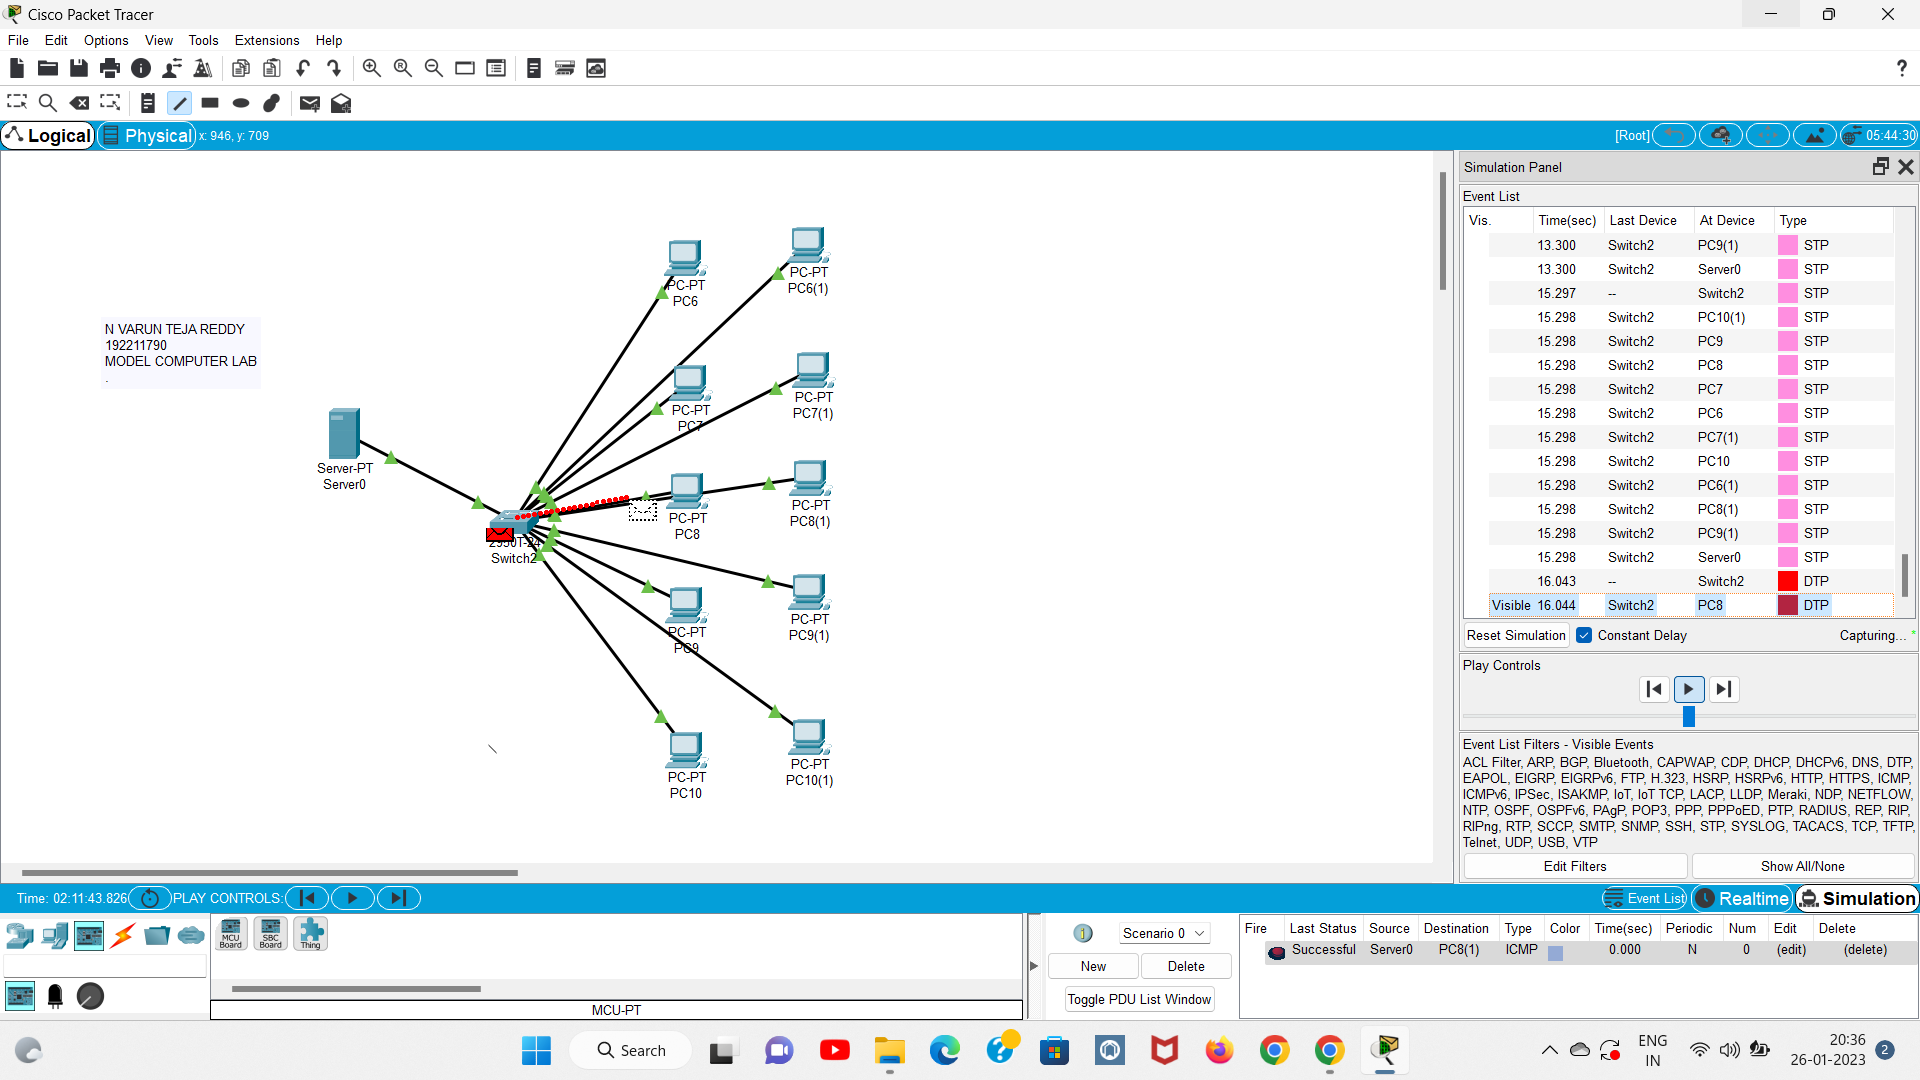 Cisco Packet Tracer
File Edit Options View Tools Extensions Help
?
Logical Physical x: 946, y: 709 [Root] 05:44:30
Simulation Panel
Event List
Vis. Time(sec) Last Device At Device Type
13.300 Switch2 PC9(1) STP
13.300 Switch2 Server0 STP
15.297 -- Switch2 STP
15.298 Switch2 PC10(1) STP
15.298 Switch2 PC9 STP
15.298 Switch2 PC8 STP
15.298 Switch2 PC7 STP
15.298 Switch2 PC6 STP
15.298 Switch2 PC7(1) STP
15.298 Switch2 PC10 STP
15.298 Switch2 PC6(1) STP
15.298 Switch2 PC8(1) STP
15.298 Switch2 PC9(1) STP
15.298 Switch2 Server0 STP
16.043 -- Switch2 DTP
Visible 16.044 Switch2 PC8 DTP
Reset Simulation Constant Delay Capturing...
Play Controls
Event List Filters - Visible Events
ACL Filter, ARP, BGP, Bluetooth, CAPWAP, CDP, DHCP, DHCPv6, DNS, DTP,
EAPOL, EIGRP, EIGRPv6, FTP, H.323, HSRP, HSRPv6, HTTP, HTTPS, ICMP,
ICMPv6, IPSec, ISAKMP, IoT, IoT TCP, LACP, LLDP, Meraki, NDP, NETFLOW,
NTP, OSPF, OSPFv6, PAgP, POP3, PPP, PPPoED, PTP, RADIUS, REP, RIP,
RIPng, RTP, SCCP, SMTP, SNMP, SSH, STP, SYSLOG, TACACS, TCP, TFTP,
Telnet, UDP, USB, VTP
Edit Filters Show All/None
N VARUN TEJA REDDY
192211790
MODEL COMPUTER LAB
.
Server-PT
Server0
2950T-24
Switch2
PC-PT
PC6
PC-PT
PC6(1)
PC-PT
PC7
PC-PT
PC7(1)
PC-PT
PC8
PC-PT
PC8(1)
PC-PT
PC9
PC-PT
PC9(1)
PC-PT
PC10
PC-PT
PC10(1)
Time: 02:11:43.826 PLAY CONTROLS: Event List Realtime Simulation
MCU Board
SBC Board
Thing
MCU-PT
Scenario 0
New Delete
Toggle PDU List Window
Fire Last Status Source Destination Type Color Time(sec) Periodic Num Edit Delete
Successful Server0 PC8(1) ICMP 0.000 N 0 (edit) (delete)
Search
ENG
IN
20:36
26-01-2023
2